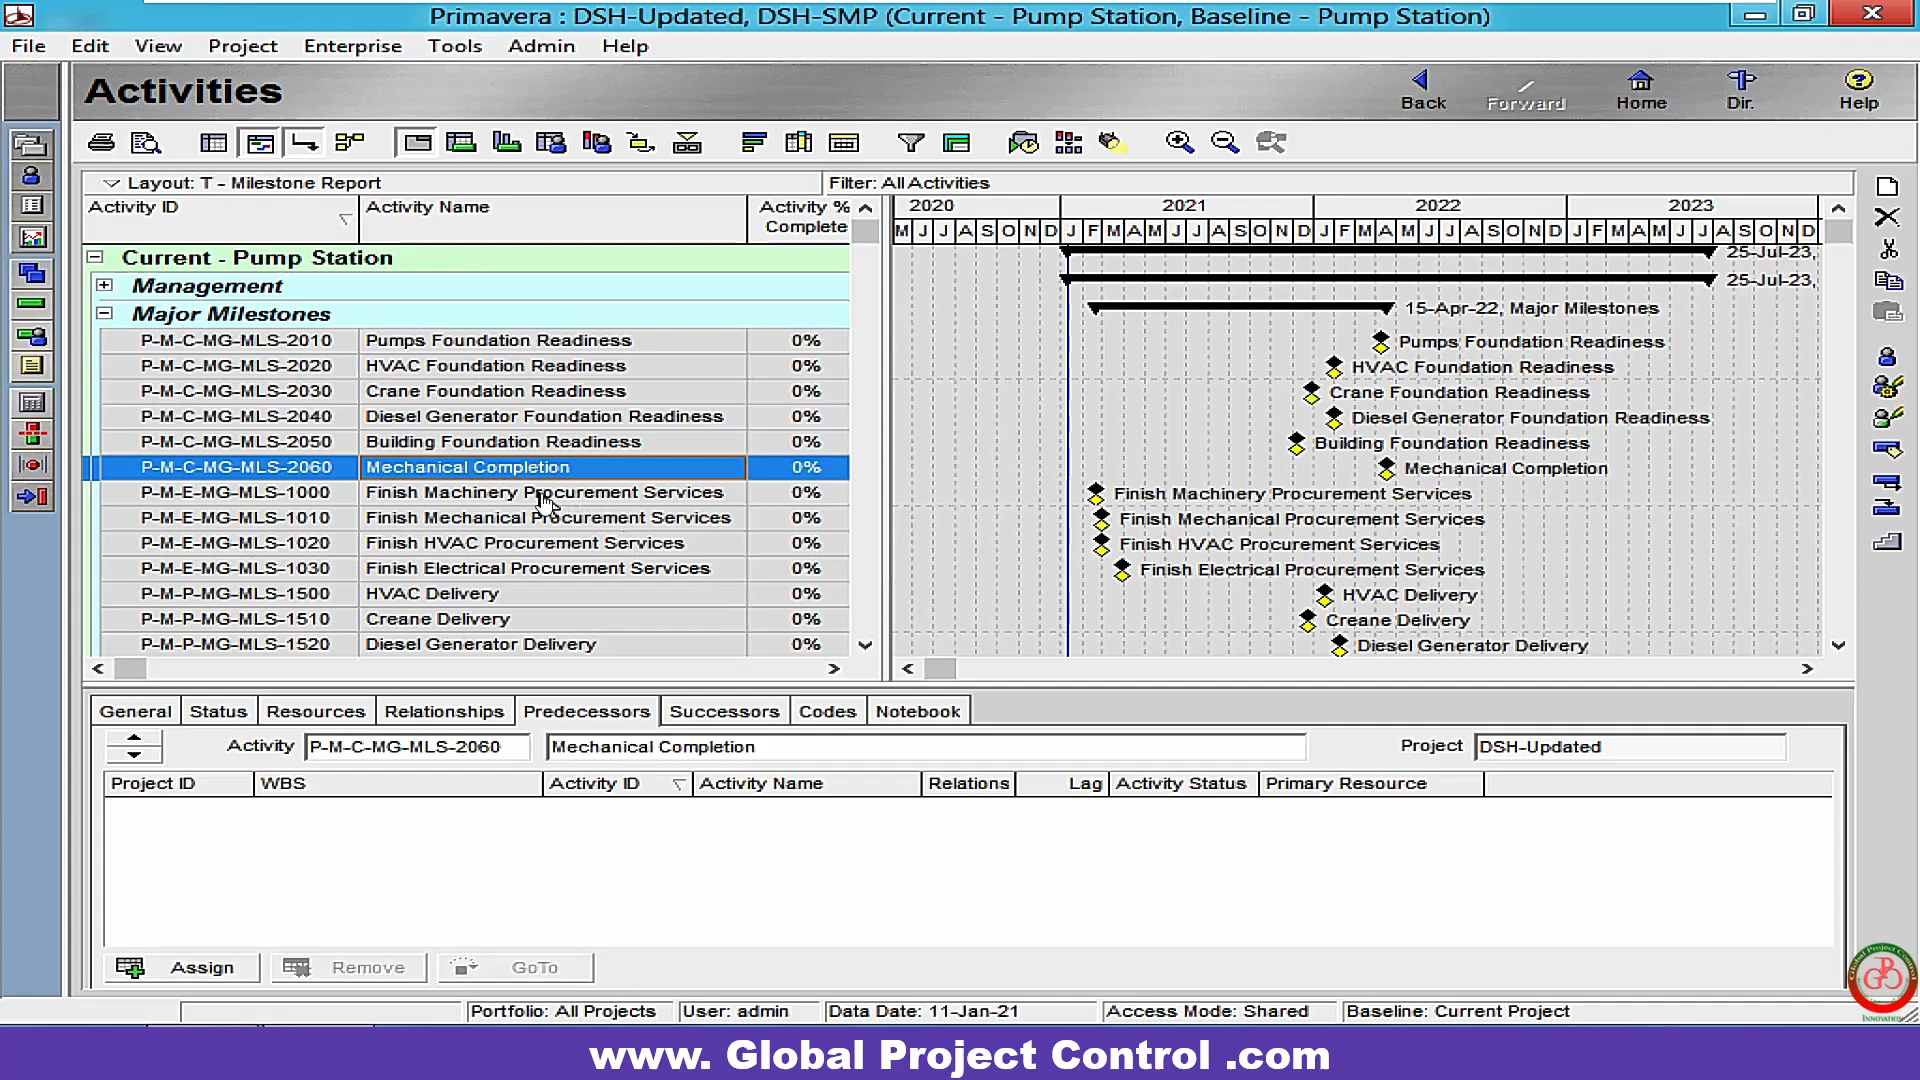 Primavera : DSH-Updated, DSH-SMP (Current - Pump Station, Baseline - Pump Station)
File Edit View Project Enterprise Tools Admin Help
Activities
Back Forward Home Dir. Help
Layout: T - Milestone Report Filter: All Activities
Activity ID Activity Name Activity % Complete 2020 2021 2022 2023
M J J A S O N D J F M A M J J A S O N D J F M A M J J A S O N D J F M A M J J A S O N D
Current - Pump Station 25-Jul-23,
Management 25-Jul-23,
Major Milestones 15-Apr-22, Major Milestones
P-M-C-MG-MLS-2010 Pumps Foundation Readiness 0% Pumps Foundation Readiness
P-M-C-MG-MLS-2020 HVAC Foundation Readiness 0% HVAC Foundation Readiness
P-M-C-MG-MLS-2030 Crane Foundation Readiness 0% Crane Foundation Readiness
P-M-C-MG-MLS-2040 Diesel Generator Foundation Readiness 0% Diesel Generator Foundation Readiness
P-M-C-MG-MLS-2050 Building Foundation Readiness 0% Building Foundation Readiness
P-M-C-MG-MLS-2060 Mechanical Completion 0% Mechanical Completion
P-M-E-MG-MLS-1000 Finish Machinery Procurement Services 0% Finish Machinery Procurement Services
P-M-E-MG-MLS-1010 Finish Mechanical Procurement Services 0% Finish Mechanical Procurement Services
P-M-E-MG-MLS-1020 Finish HVAC Procurement Services 0% Finish HVAC Procurement Services
P-M-E-MG-MLS-1030 Finish Electrical Procurement Services 0% Finish Electrical Procurement Services
P-M-P-MG-MLS-1500 HVAC Delivery 0% HVAC Delivery
P-M-P-MG-MLS-1510 Creane Delivery 0% Creane Delivery
P-M-P-MG-MLS-1520 Diesel Generator Delivery 0% Diesel Generator Delivery
General Status Resources Relationships Predecessors Successors Codes Notebook
Activity P-M-C-MG-MLS-2060 Mechanical Completion Project DSH-Updated
Project ID WBS Activity ID Activity Name Relations Lag Activity Status Primary Resource
Assign Remove GoTo
Global Project Control
GPC
INNOVATION
Portfolio: All Projects User: admin Data Date: 11-Jan-21 Access Mode: Shared Baseline: Current Project
www. Global Project Control .com